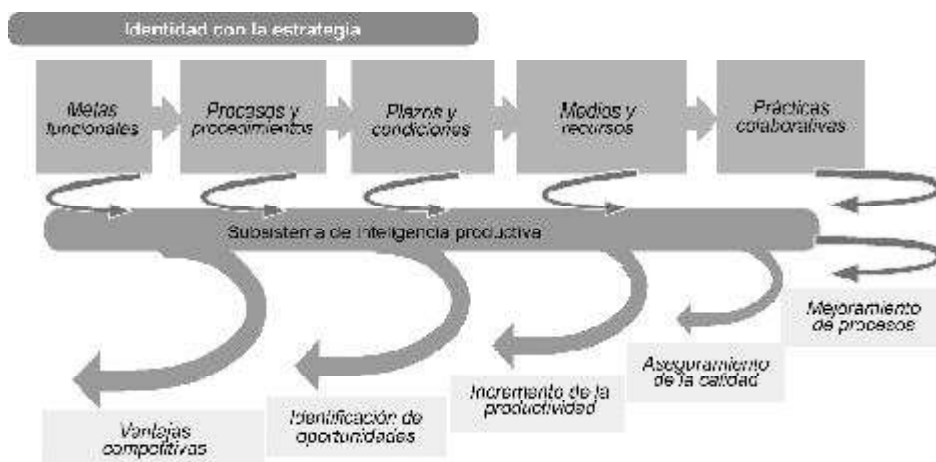 Identidad con la estrategia
Metas
funcionales
Procesos y
procedimientos
Plazos y
condiciones
Medios y
recursos
Prácticas
colaborativas
Subsistema de inteligencia productiva
Mejoramiento
de procesos
Aseguramiento
de la calidad
Incremento de la
productividad
Identificación de
oportunidades
Ventajas
competitivas